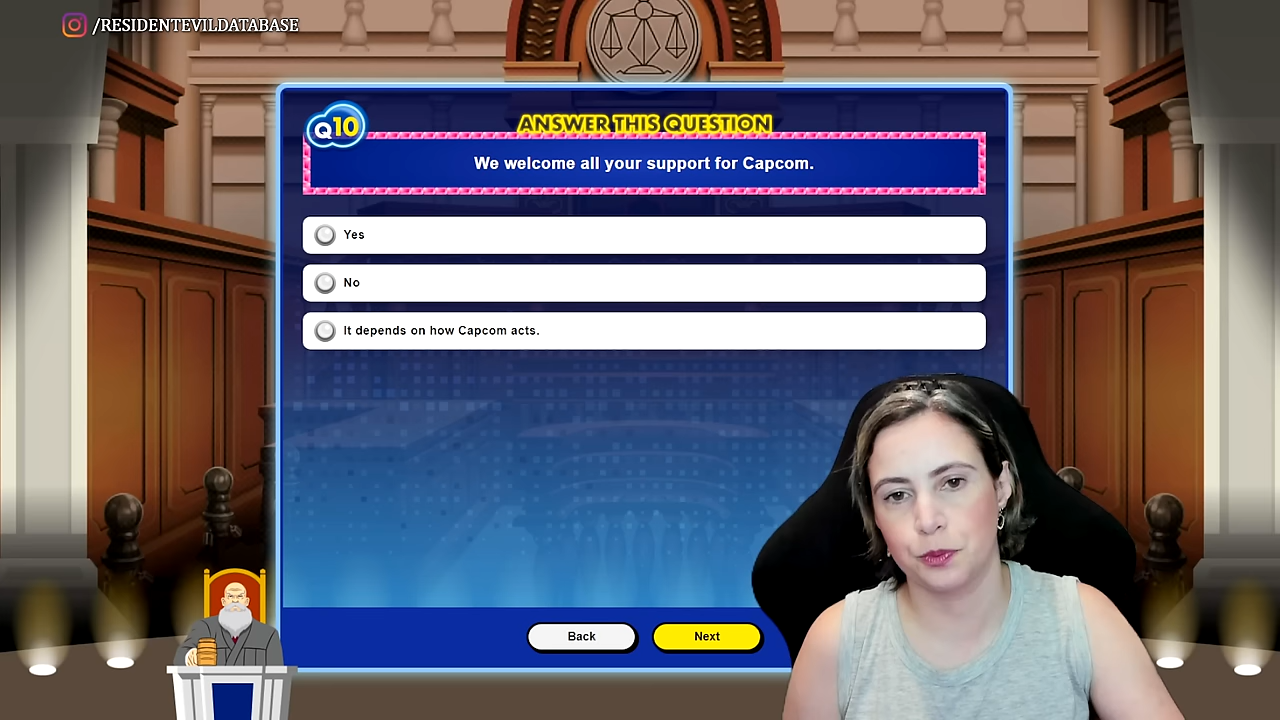 /RESIDENTEVILDATABASE
Q10
ANSWER THIS QUESTION
We welcome all your support for Capcom.
Yes
No
It depends on how Capcom acts.
Back
Next